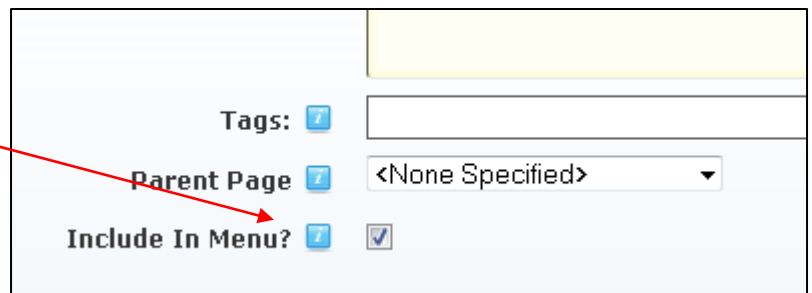 Tags:
Parent Page <None Specified>
Include In Menu?